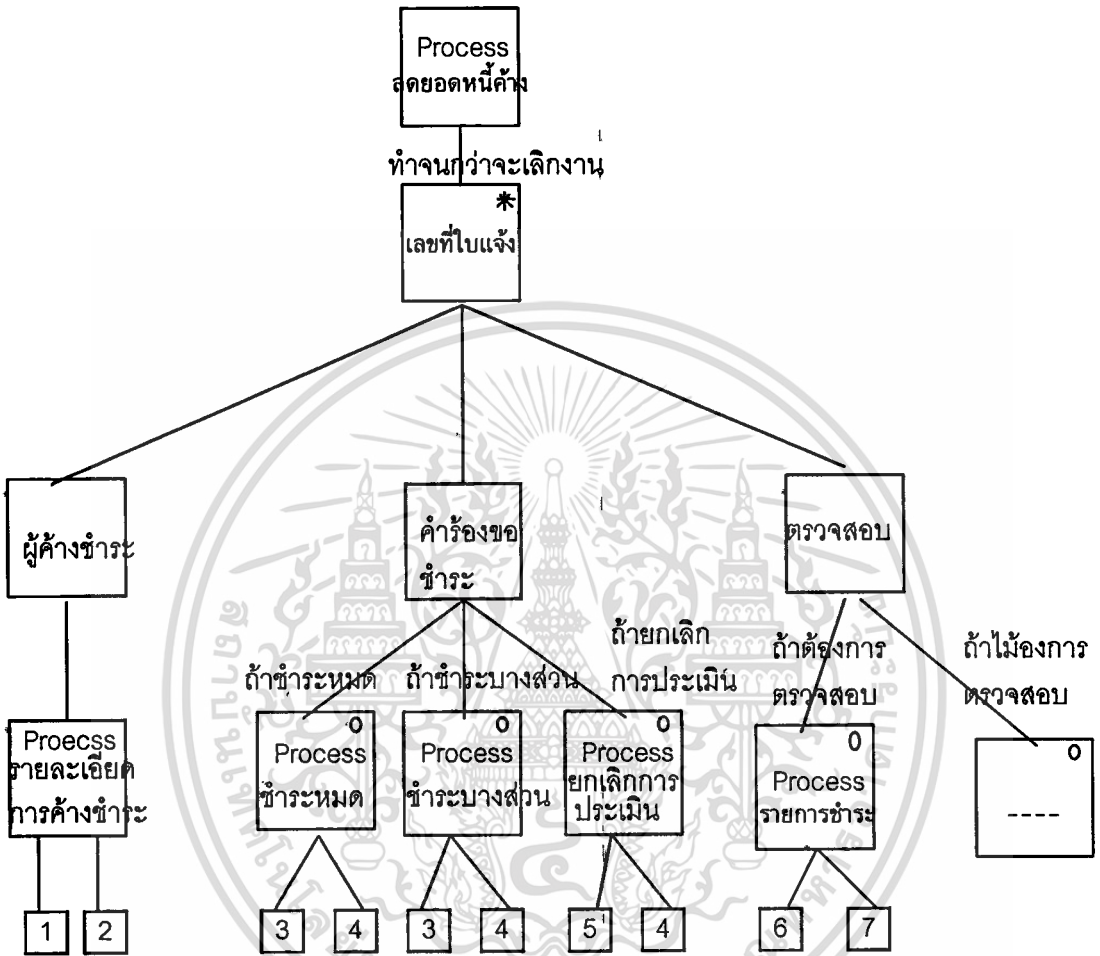 Process
ลดยอดหนี้ค้าง
ทำจนกว่าจะเลิกงาน
*
เลขที่ใบแจ้ง
ผู้ค้างชำระ
คำร้องขอ
ชำระ
ตรวจสอบ
ถ้าชำระหมด
ถ้าชำระบางส่วน
ถ้ายกเลิก
การประเมิน
ถ้าต้องการ
ตรวจสอบ
ถ้าไม้องการ
ตรวจสอบ
Proecss
รายละเอียด
การค้างชำระ
o
Process
ชำระหมด
o
Process
ชำระบางส่วน
o
Process
ยกเลิกการ
ประเมิน
o
Process
รายการชำระ
o
----
1 2 3 4 3 4 5 4 6 7